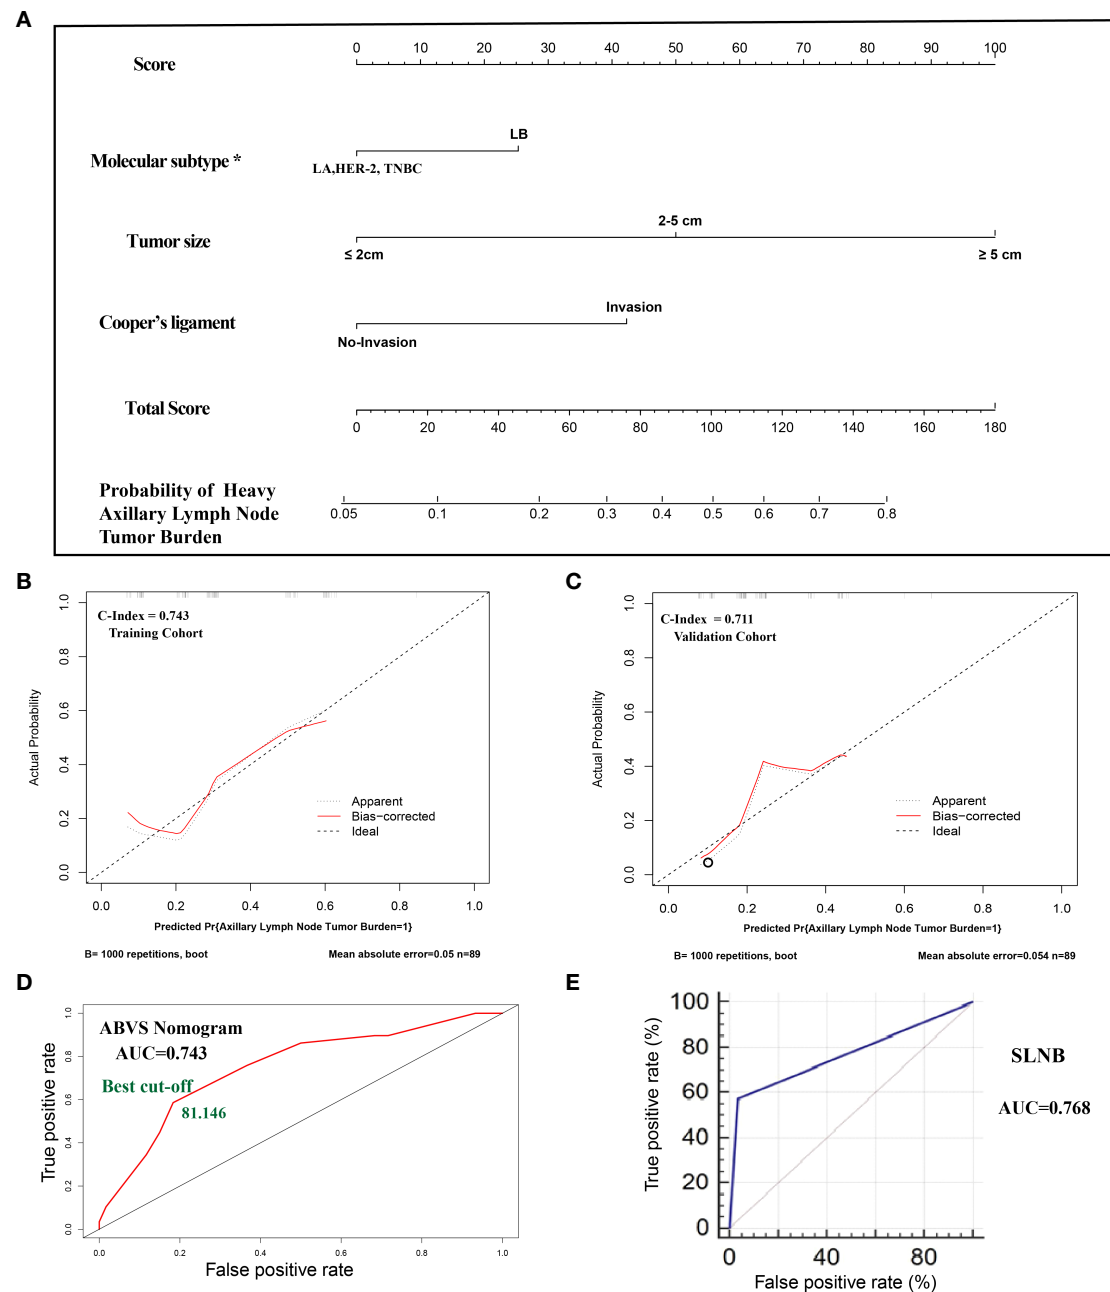 A
Score
0 10 20 30 40 50 60 70 80 90 100
LB
Molecular subtype *
LA,HER-2, TNBC
2-5 cm
Tumor size
≤ 2cm
≥ 5 cm
Invasion
Cooper's ligament
No-Invasion
Total Score
0 20 40 60 80 100 120 140 160 180
Probability of Heavy
Axillary Lymph Node
Tumor Burden
0.05 0.1 0.2 0.3 0.4 0.5 0.6 0.7 0.8
B
C-Index = 0.743
Training Cohort
Actual Probability
1.0
0.8
0.6
0.4
0.2
0.0
Apparent
Bias-corrected
Ideal
0.0 0.2 0.4 0.6 0.8 1.0
Predicted Pr{Axillary Lymph Node Tumor Burden=1}
B= 1000 repetitions, boot
Mean absolute error=0.05 n=89
C
C-Index = 0.711
Validation Cohort
Actual Probability
1.0
0.8
0.6
0.4
0.2
0.0
Apparent
Bias-corrected
Ideal
0.0 0.2 0.4 0.6 0.8 1.0
Predicted Pr{Axillary Lymph Node Tumor Burden=1}
B= 1000 repetitions, boot
Mean absolute error=0.054 n=89
D
ABVS Nomogram
AUC=0.743
Best cut-off
81.146
True positive rate
1.0
0.8
0.6
0.4
0.2
0.0
0.0 0.2 0.4 0.6 0.8 1.0
False positive rate
E
True positive rate (%)
100
80
60
40
20
0
0 40 80
False positive rate (%)
SLNB
AUC=0.768